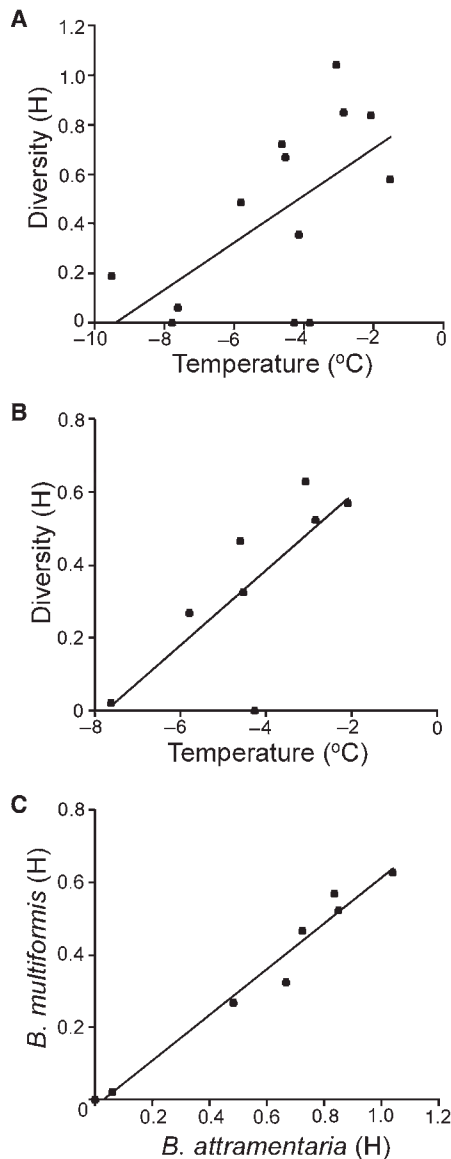 A
1.2
1.0
0.8
0.6
0.4
0.2
0
Diversity (H)
–10 –8 –6 –4 –2 0
Temperature (°C)
B
0.8
0.6
0.4
0.2
0
Diversity (H)
–8 –6 –4 –2 0
Temperature (°C)
C
0.8
0.6
0.4
0.2
0
B. multiformis (H)
0.2 0.4 0.6 0.8 1.0 1.2
B. attramentaria (H)